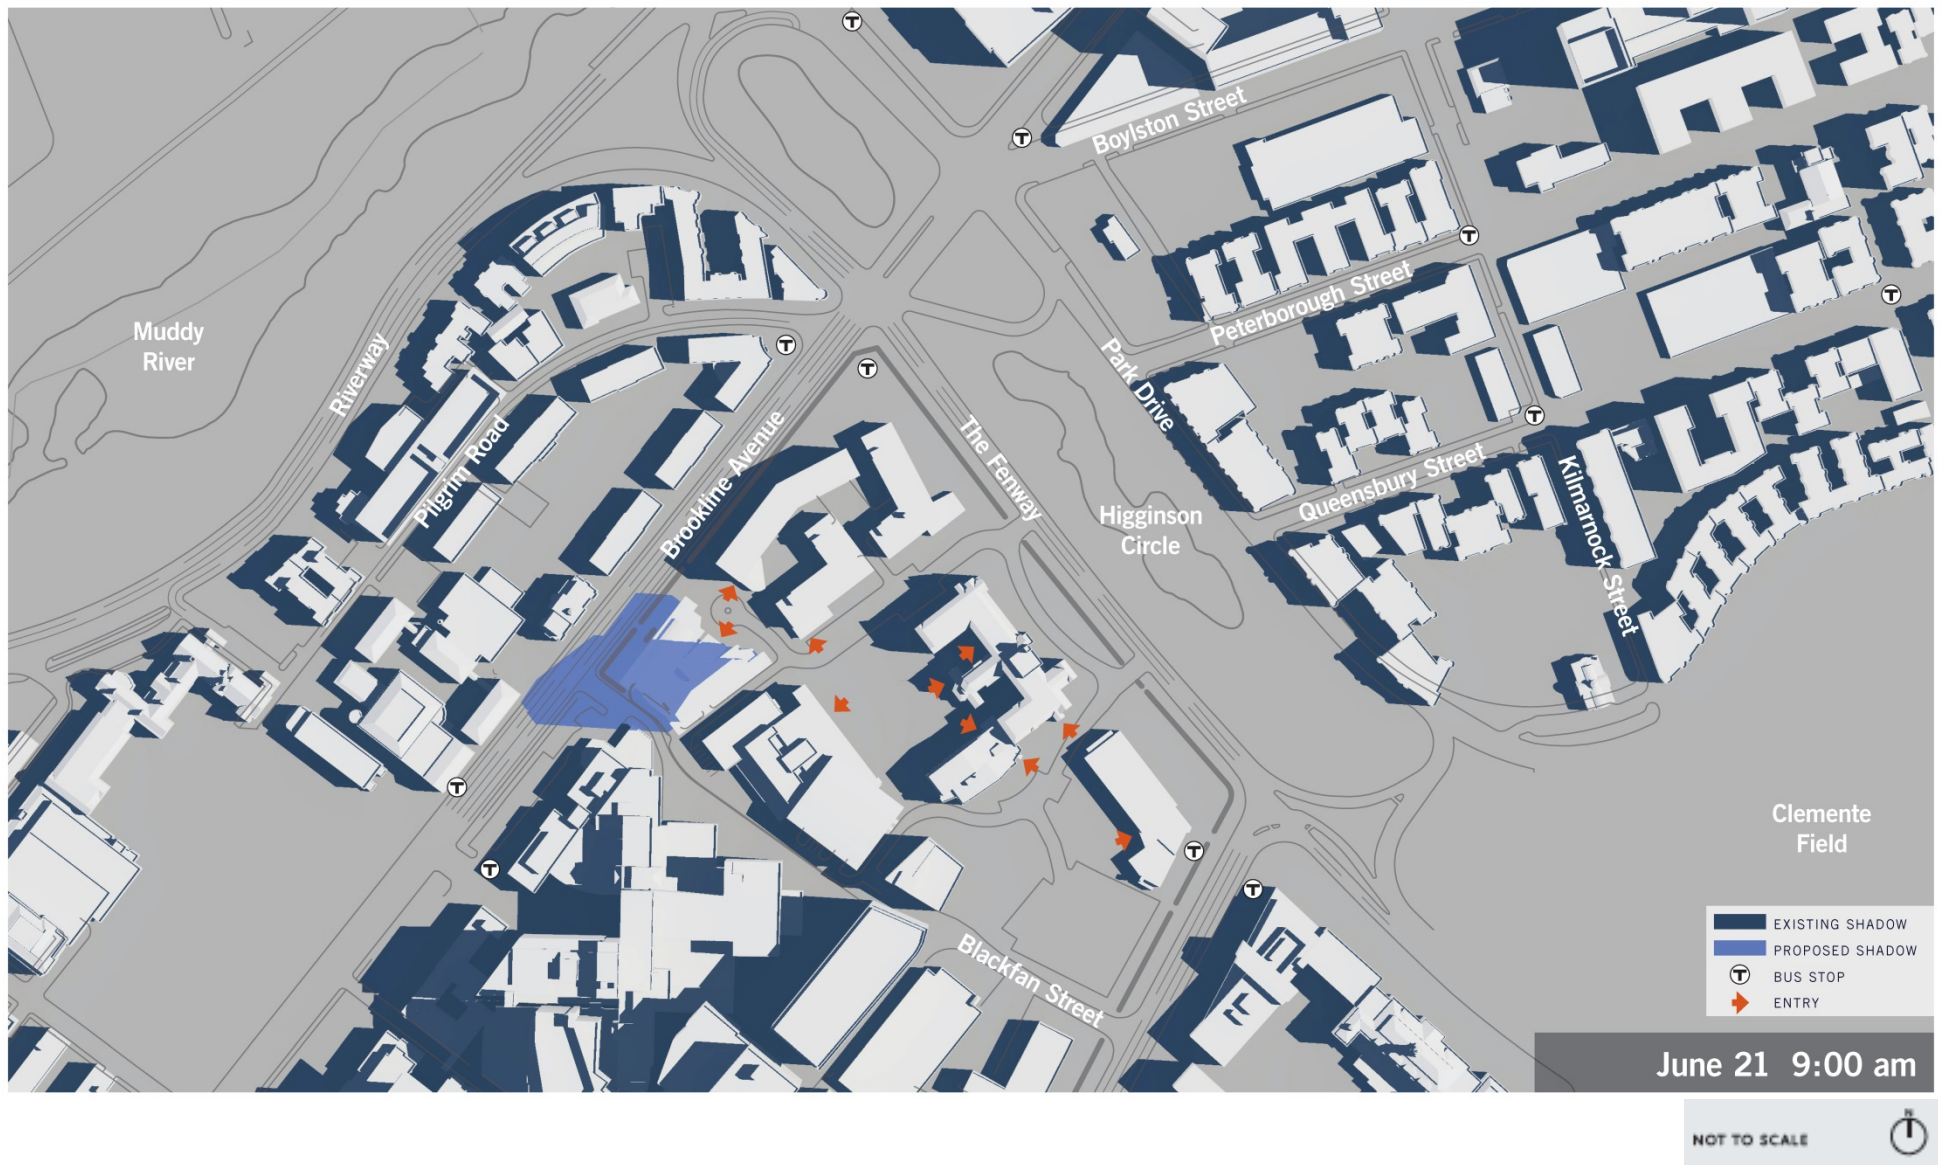 T
T
Boylston Street
T
Peterborough Street
T
Muddy
River
Riverway
T
T
Park Drive
Pilgrim Road
Brookline Avenue
The Fenway
T
Queensbury Street
Kilmarnock Street
Higginson
Circle
T
T
T
T
Blackfan Street
Clemente
Field
EXISTING SHADOW
PROPOSED SHADOW
T BUS STOP
ENTRY
June 21 9:00 am
NOT TO SCALE
N